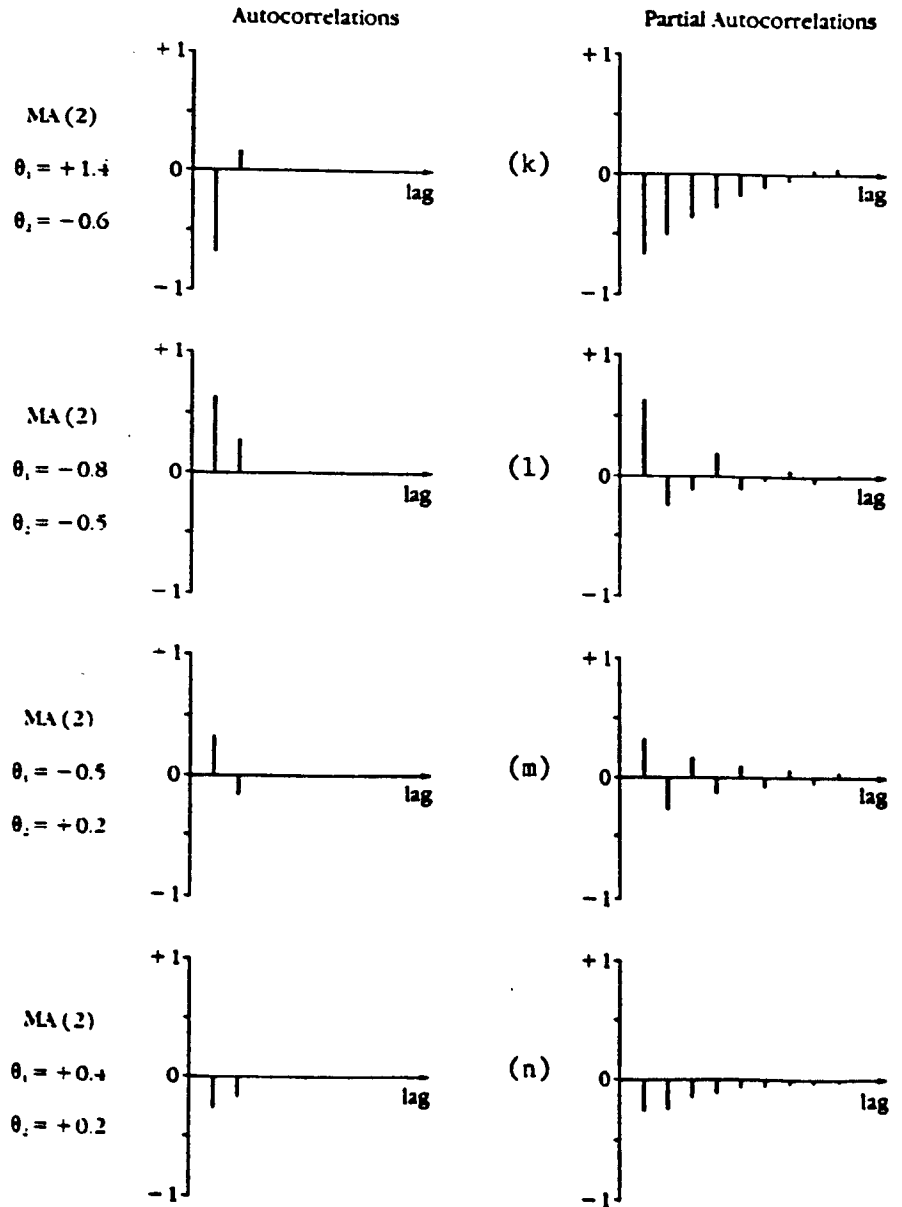 Autocorrelations
Partial Autocorrelations
MA (2)
θ₁ = +1.4
θ₂ = −0.6
+1
0
−1
lag
(k)
+1
0
−1
lag
MA (2)
θ₁ = −0.8
θ₂ = −0.5
+1
0
−1
lag
(l)
+1
0
−1
lag
MA (2)
θ₁ = −0.5
θ₂ = +0.2
+1
0
−1
lag
(m)
+1
0
−1
lag
MA (2)
θ₁ = +0.4
θ₂ = +0.2
+1
0
−1
lag
(n)
+1
0
−1
lag